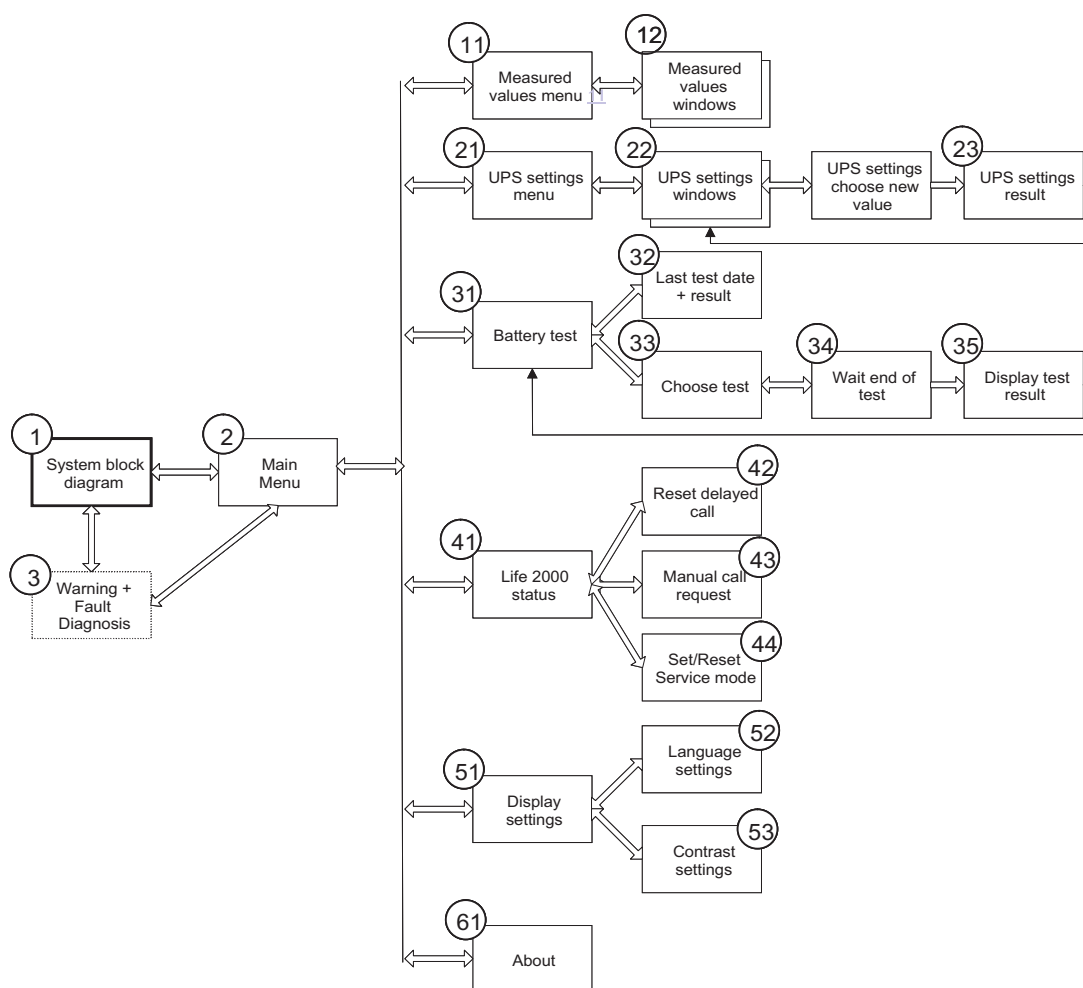 11
Measured
values menu
11
12
Measured
values
windows
21
UPS settings
menu
22
UPS settings
windows
UPS settings
choose new
value
23
UPS settings
result
31
Battery test
32
Last test date
+ result
33
Choose test
34
Wait end of
test
35
Display test
result
1
System block
diagram
2
Main
Menu
3
Warning +
Fault
Diagnosis
41
Life 2000
status
42
Reset delayed
call
43
Manual call
request
44
Set/Reset
Service mode
51
Display
settings
52
Language
settings
53
Contrast
settings
61
About